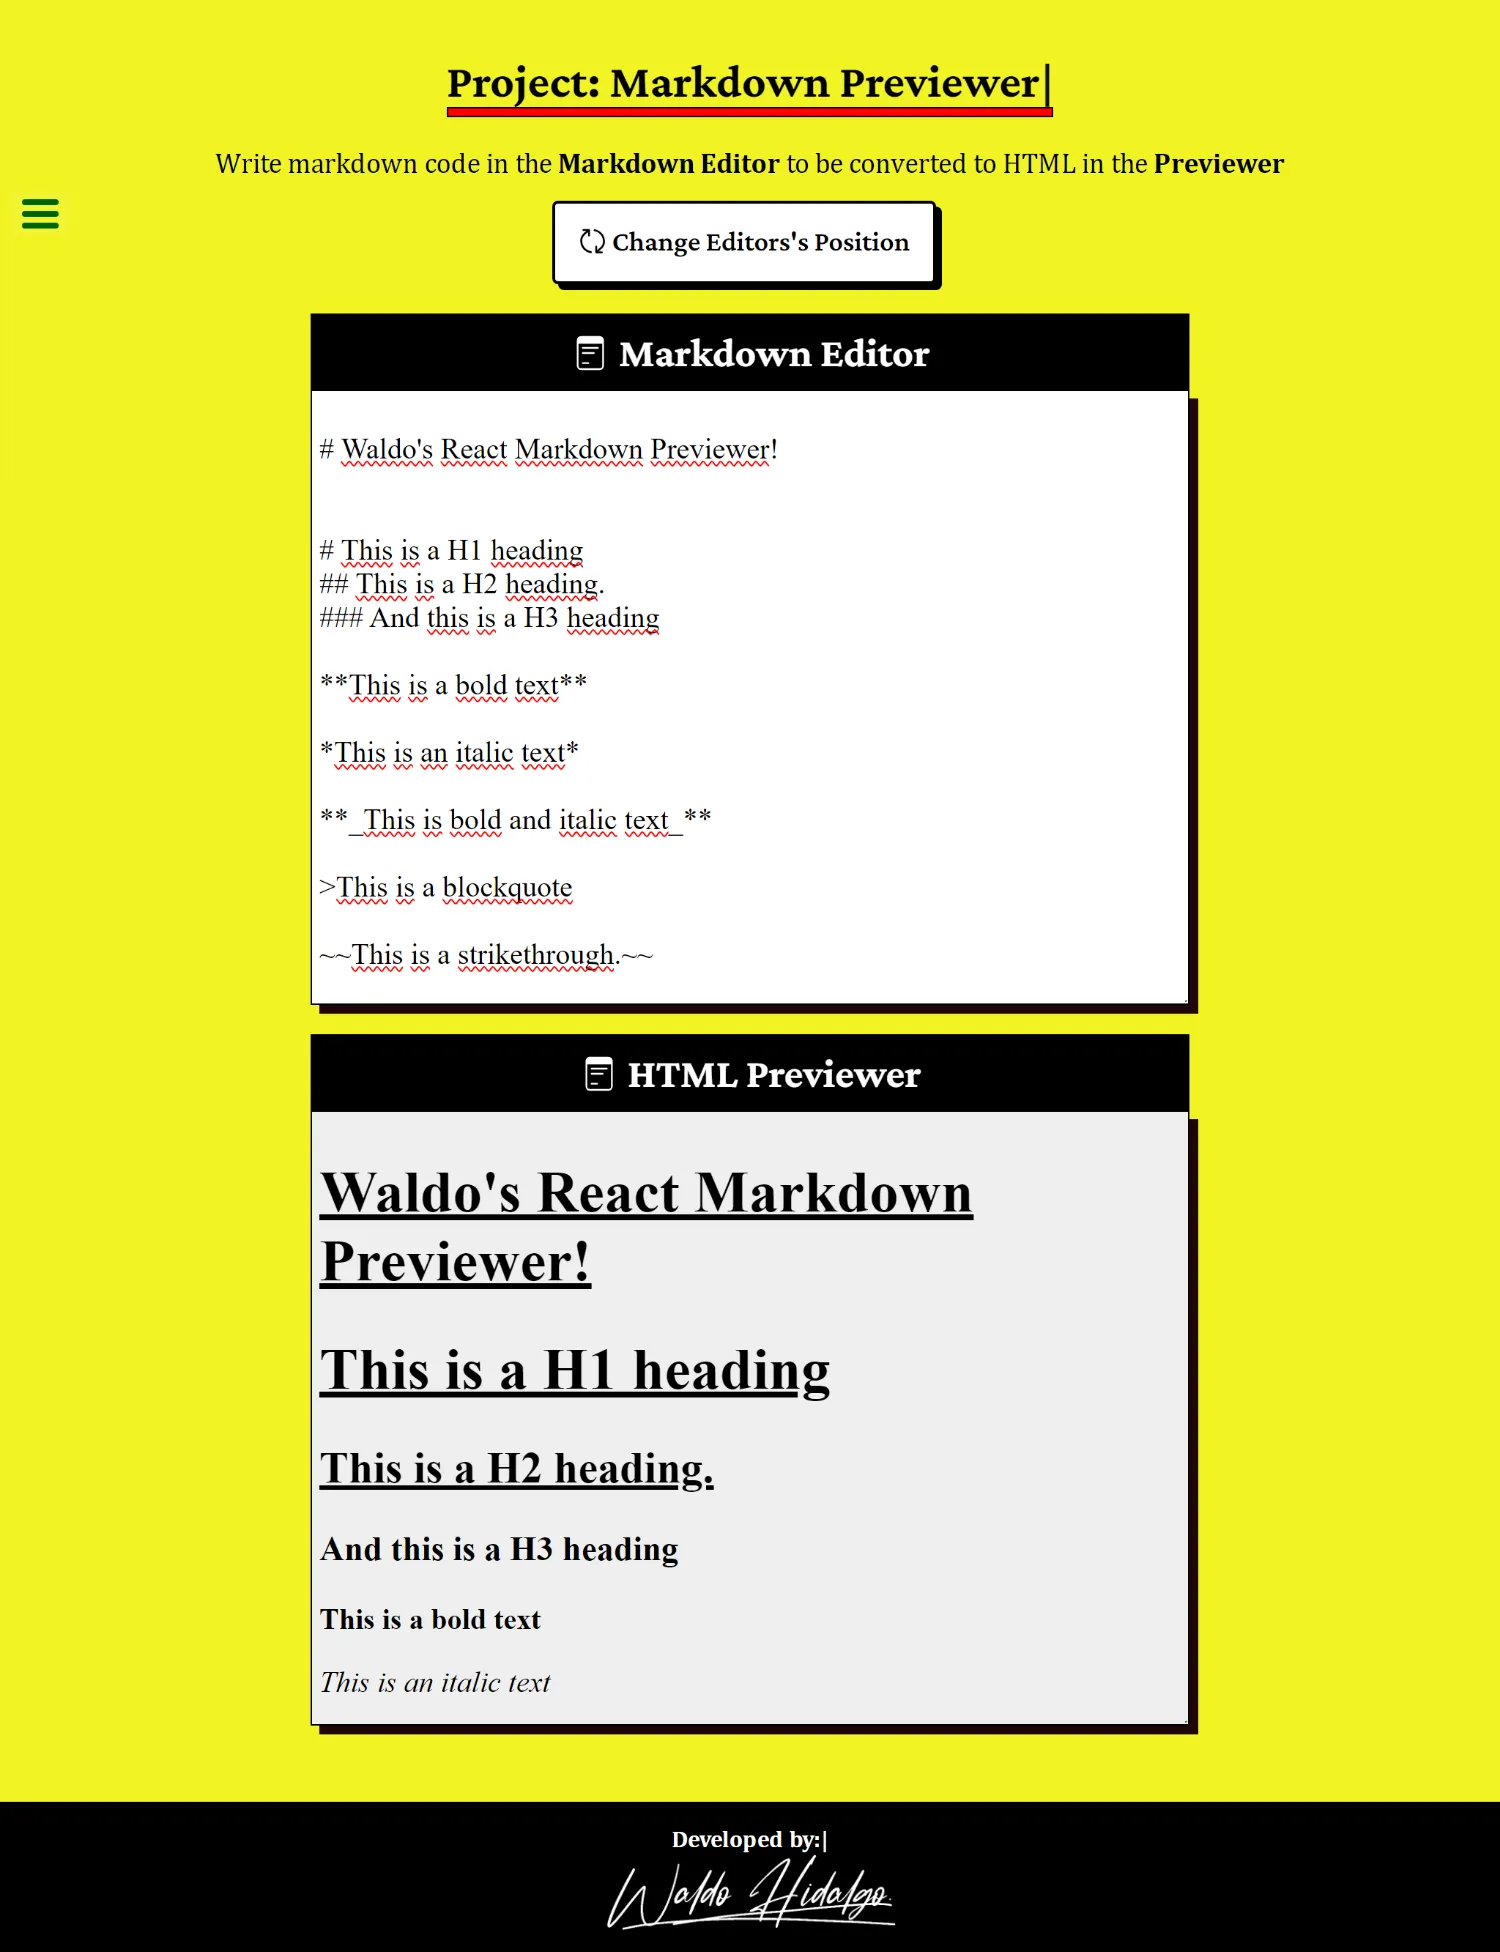 Project: Markdown Previewer|
Write markdown code in the Markdown Editor to be converted to HTML in the Previewer
Change Editors's Position
Markdown Editor
# Waldo's React Markdown Previewer!
# This is a H1 heading
## This is a H2 heading.
### And this is a H3 heading
**This is a bold text**
*This is an italic text*
**_This is bold and italic text_**
>This is a blockquote
~~This is a strikethrough.~~
HTML Previewer
Waldo's React Markdown
Previewer!
This is a H1 heading
This is a H2 heading.
And this is a H3 heading
This is a bold text
This is an italic text
Developed by:|
Waldo Hidalgo.